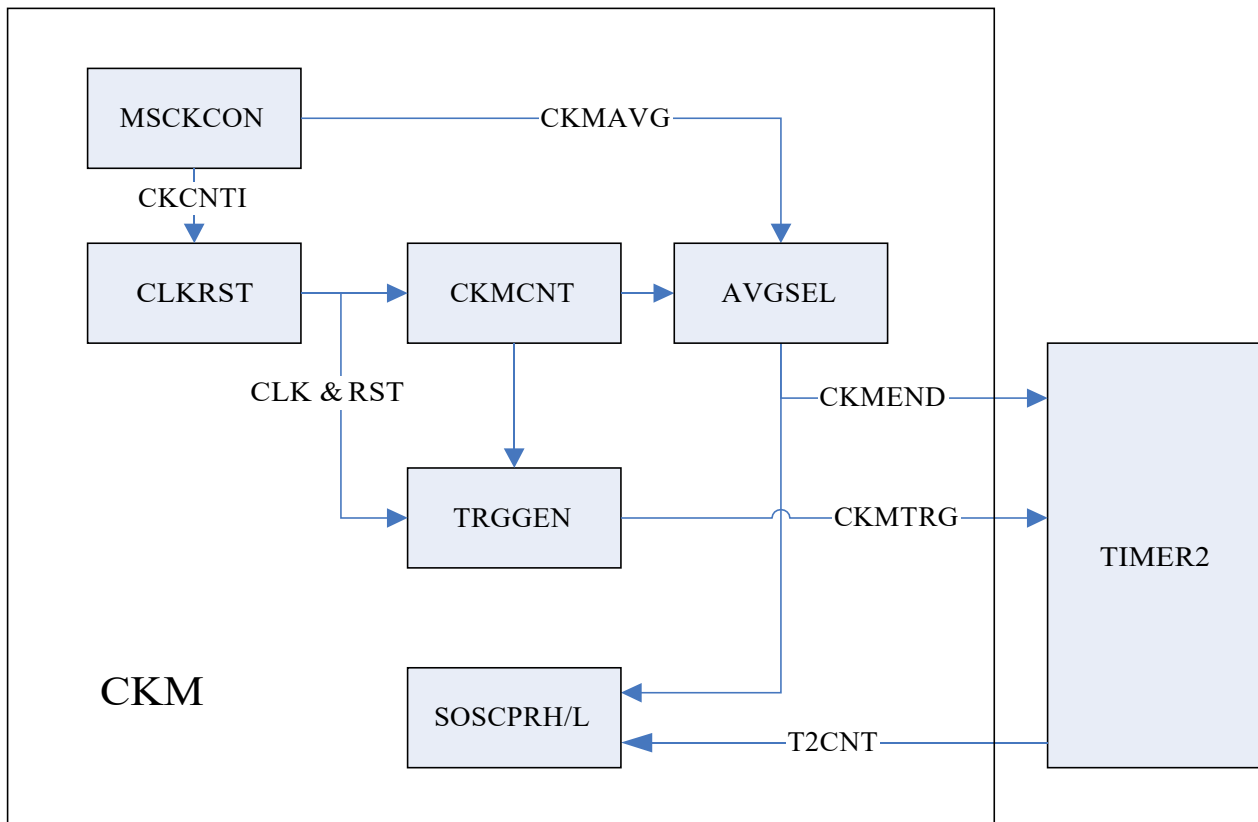 MSCKCON
CKMAVG
CKCNTI
CLKRST
CKMCNT
AVGSEL
CLK & RST
CKMEND
TRGGEN
CKMTRG
TIMER2
CKM
SOSCPRH/L
T2CNT